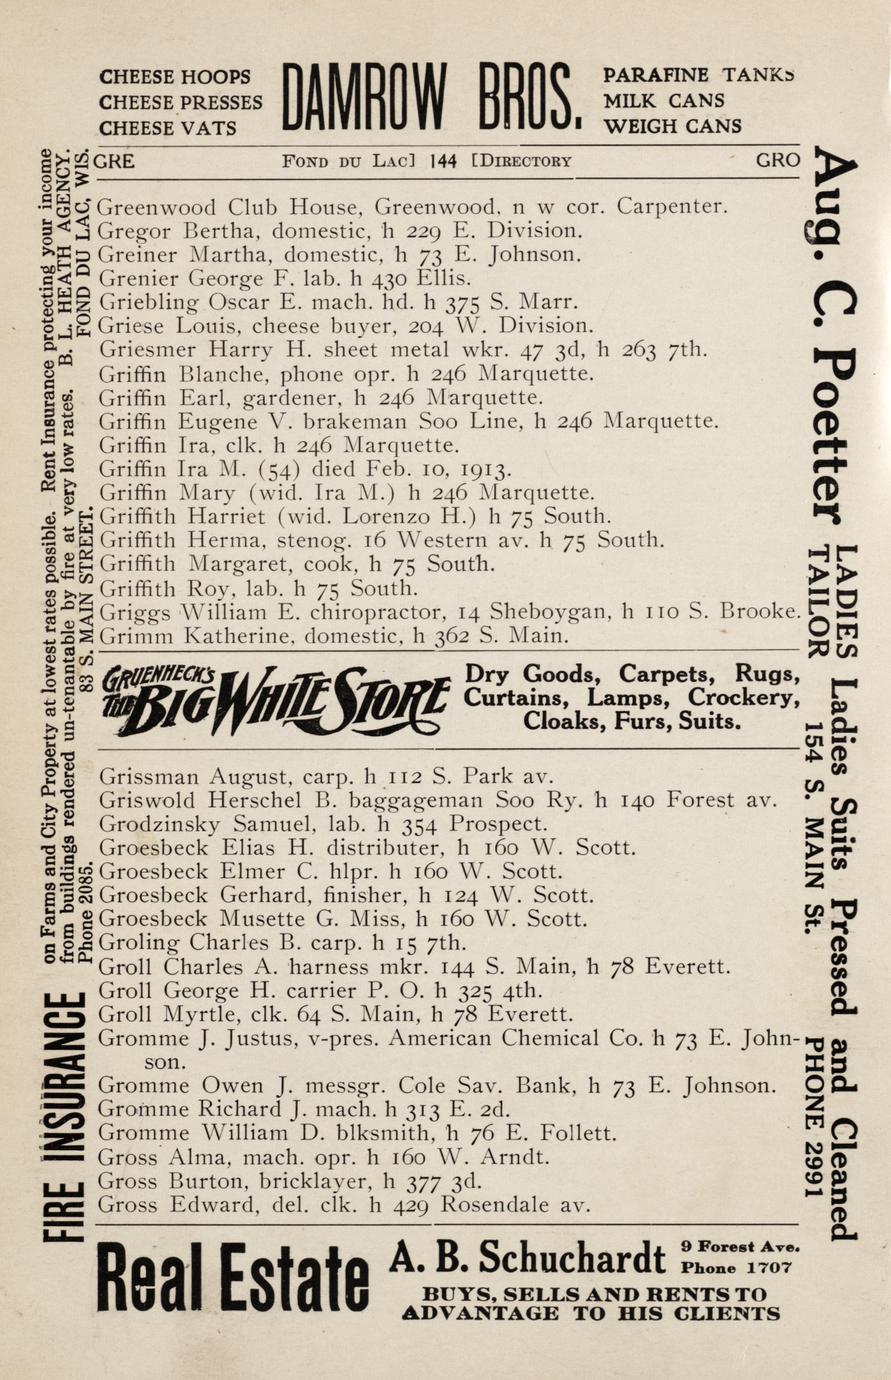 CHEESE HOOPS
CHEESE PRESSES
CHEESE VATS
DAMROW BROS.
PARAFINE TANKS
MILK CANS
WEIGH CANS
GRE
FOND DU LAC] 144 [DIRECTORY
GRO
Greenwood Club House, Greenwood, n w cor. Carpenter.
Gregor Bertha, domestic, h 229 E. Division.
Greiner Martha, domestic, h 73 E. Johnson.
Grenier George F. lab. h 430 Ellis.
Griebling Oscar E. mach. hd. h 375 S. Marr.
Griese Louis, cheese buyer, 204 W. Division.
Griesmer Harry H. sheet metal wkr. 47 3d, h 263 7th.
Griffin Blanche, phone opr. h 246 Marquette.
Griffin Earl, gardener, h 246 Marquette.
Griffin Eugene V. brakeman Soo Line, h 246 Marquette.
Griffin Ira, clk. h 246 Marquette.
Griffin Ira M. (54) died Feb. 10, 1913.
Griffin Mary (wid. Ira M.) h 246 Marquette.
Griffith Harriet (wid. Lorenzo H.) h 75 South.
Griffith Herma, stenog. 16 Western av. h 75 South.
Griffith Margaret, cook, h 75 South.
Griffith Roy, lab. h 75 South.
Griggs William E. chiropractor, 14 Sheboygan, h 110 S. Brooke.
Grimm Katherine, domestic, h 362 S. Main.
GRUENHECK'S
THE BIG WHITE STORE
Dry Goods, Carpets, Rugs,
Curtains, Lamps, Crockery,
Cloaks, Furs, Suits.
Grissman August, carp. h 112 S. Park av.
Griswold Herschel B. baggageman Soo Ry. h 140 Forest av.
Grodzinsky Samuel, lab. h 354 Prospect.
Groesbeck Elias H. distributer, h 160 W. Scott.
Groesbeck Elmer C. hlpr. h 160 W. Scott.
Groesbeck Gerhard, finisher, h 124 W. Scott.
Groesbeck Musette G. Miss, h 160 W. Scott.
Groling Charles B. carp. h 15 7th.
Groll Charles A. harness mkr. 144 S. Main, h 78 Everett.
Groll George H. carrier P. O. h 325 4th.
Groll Myrtle, clk. 64 S. Main, h 78 Everett.
Gromme J. Justus, v-pres. American Chemical Co. h 73 E. John-
son.
Gromme Owen J. messgr. Cole Sav. Bank, h 73 E. Johnson.
Gromme Richard J. mach. h 313 E. 2d.
Gromme William D. blksmith, h 76 E. Follett.
Gross Alma, mach. opr. h 160 W. Arndt.
Gross Burton, bricklayer, h 377 3d.
Gross Edward, del. clk. h 429 Rosendale av.
Real Estate
A. B. Schuchardt
9 Forest Ave.
Phone 1707
BUYS, SELLS AND RENTS TO
ADVANTAGE TO HIS CLIENTS
FIRE INSURANCE
on Farms and City Property at lowest rates possible. Rent Insurance protecting your income
from buildings rendered un-tenantable by fire at very low rates. B. L. HEATH AGENCY.
Phone 2085. 83 S. MAIN STREET. FOND DU LAC, WIS.
Aug. C. Poetter
LADIES
TAILOR
Ladies Suits Pressed and Cleaned
154 S. MAIN St. PHONE 2991